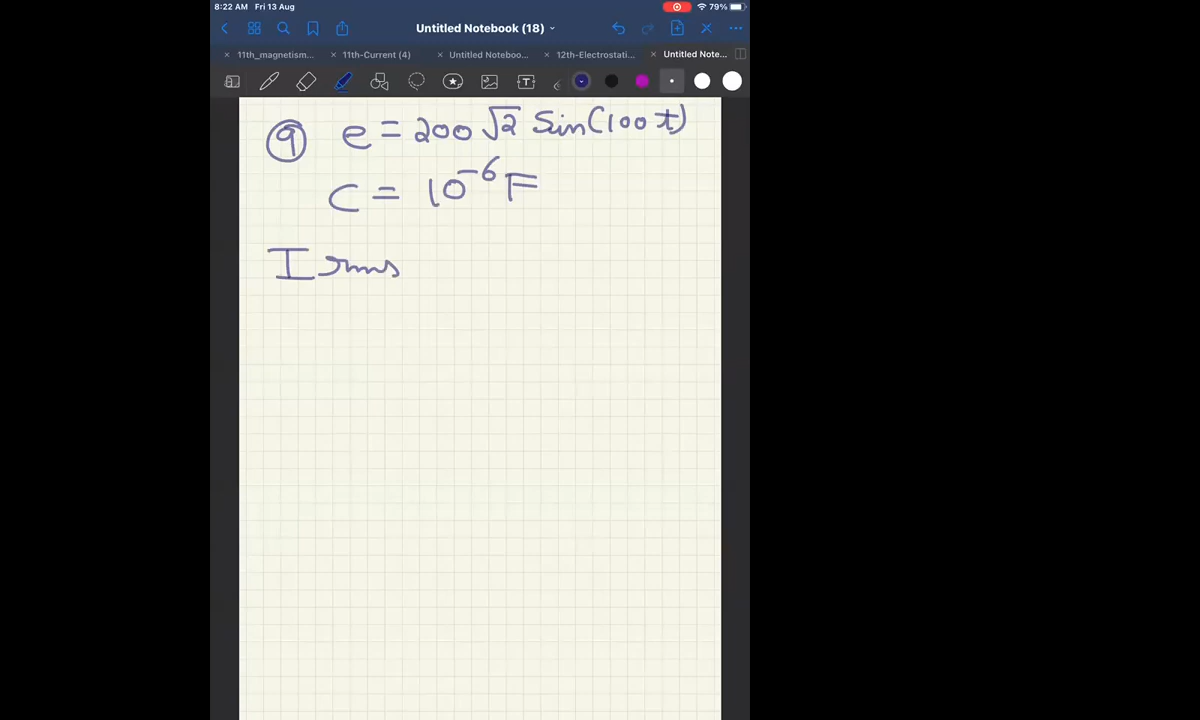 8:22 AM Fri 13 Aug 79%
Untitled Notebook (18)
11th_magnetism... 11th-Current (4) Untitled Noteboo... 12th-Electrostati... Untitled Note...
9 e = 200 √2 Sin(100 t)
C = 10⁻⁶ F
I rms